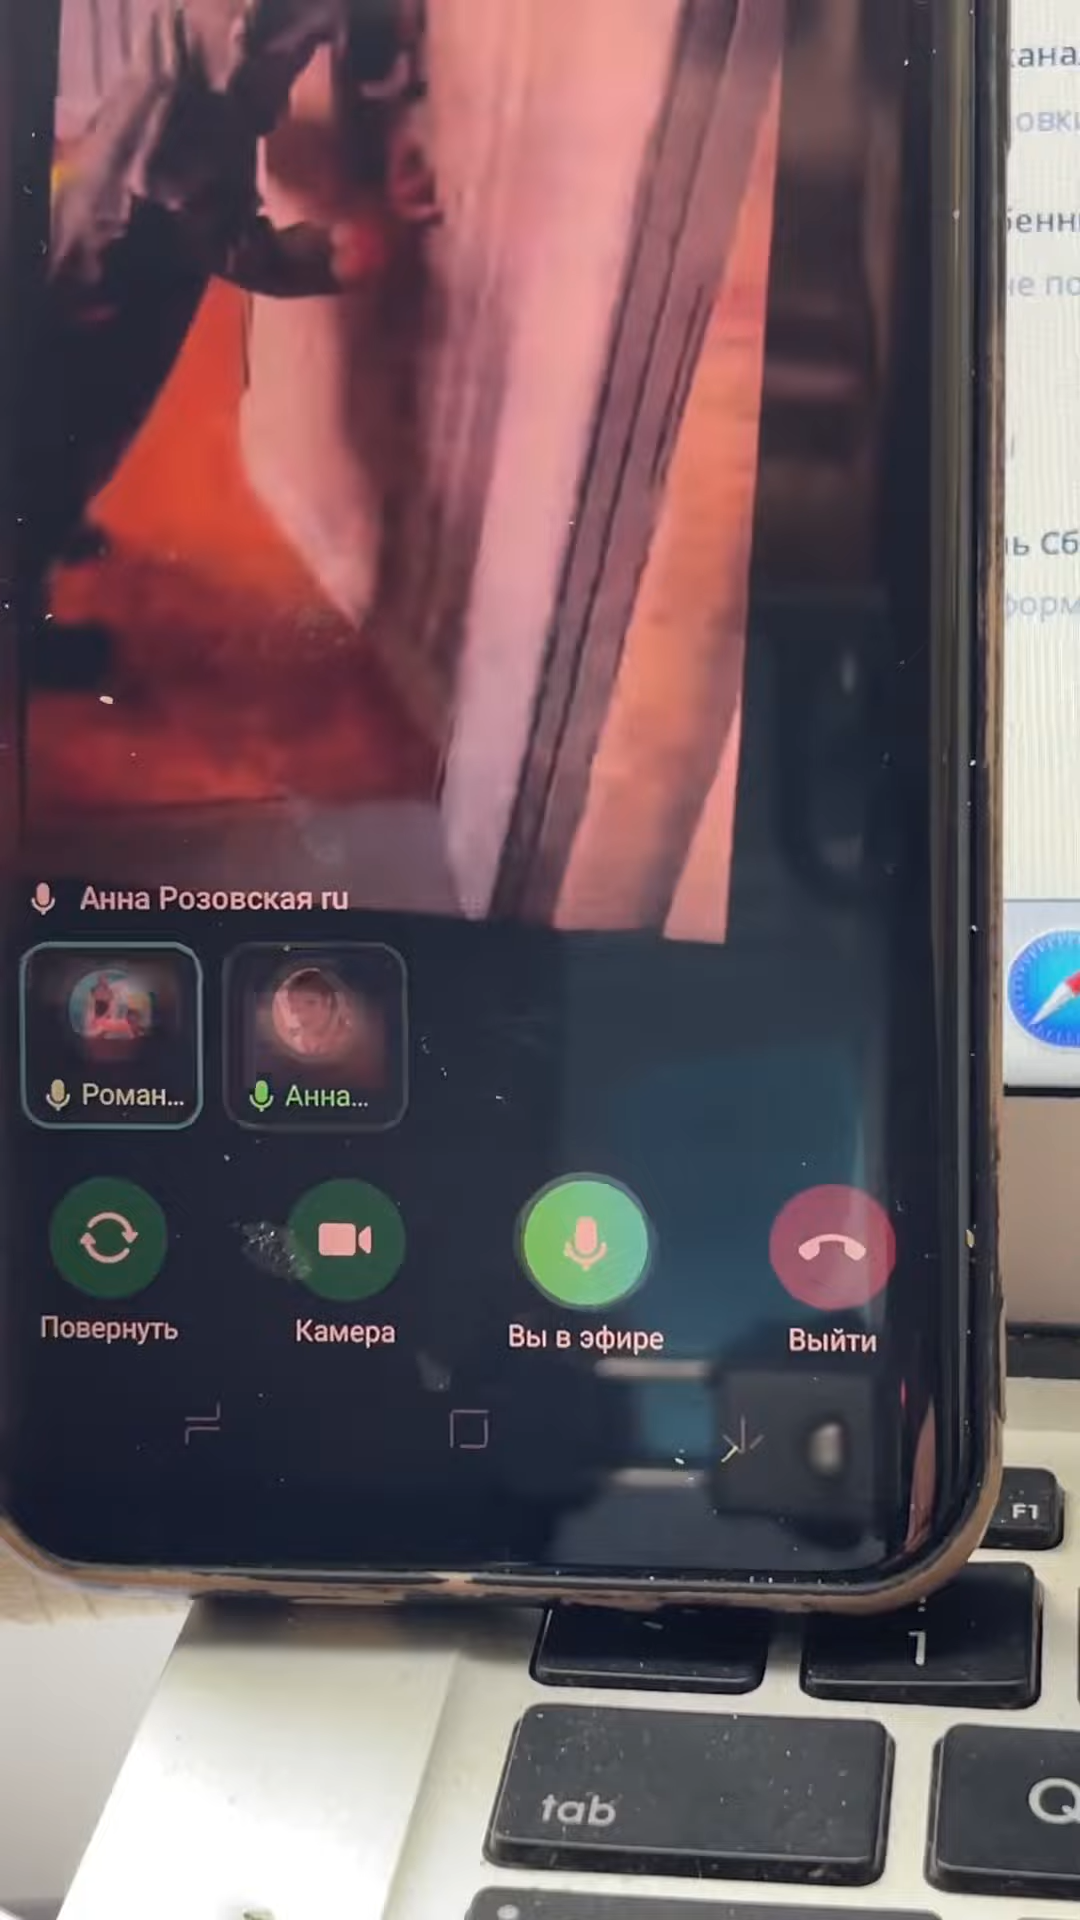 Анна Розовская ru
Роман...
Анна...
Повернуть
Камера
Вы в эфире
Выйти
F1
1
tab
Q